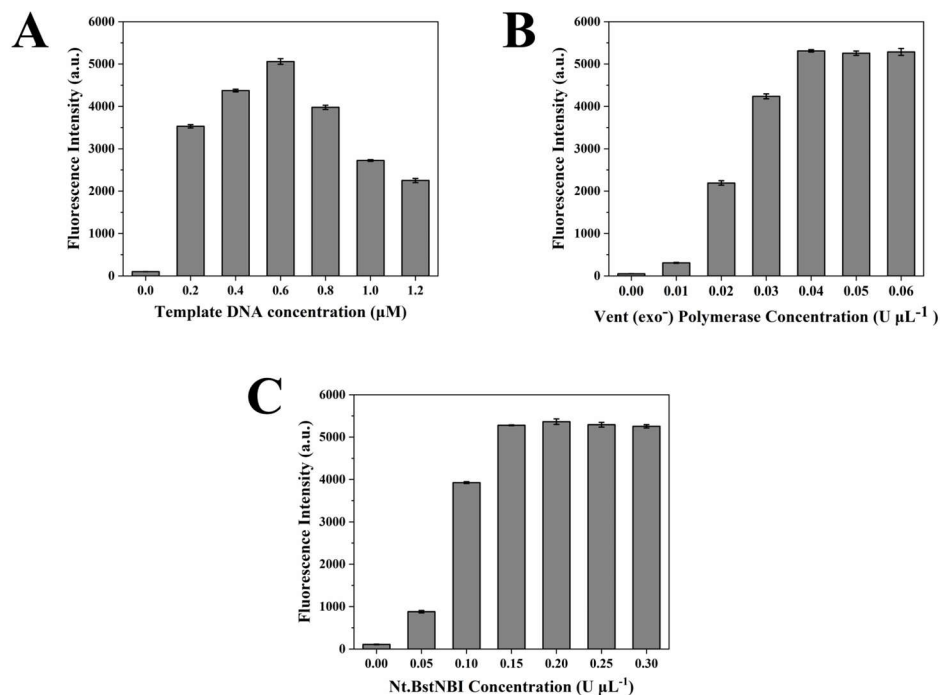 A
6000
5000
4000
3000
2000
1000
0
Fluorescence Intensity (a.u.)
0.0 0.2 0.4 0.6 0.8 1.0 1.2
Template DNA concentration (μM)
B
6000
5000
4000
3000
2000
1000
0
Fluorescence Intensity (a.u.)
0.00 0.01 0.02 0.03 0.04 0.05 0.06
Vent (exo⁻) Polymerase Concentration (U μL⁻¹)
C
6000
5000
4000
3000
2000
1000
0
Fluorescence Intensity (a.u.)
0.00 0.05 0.10 0.15 0.20 0.25 0.30
Nt.BstNBI Concentration (U μL⁻¹)